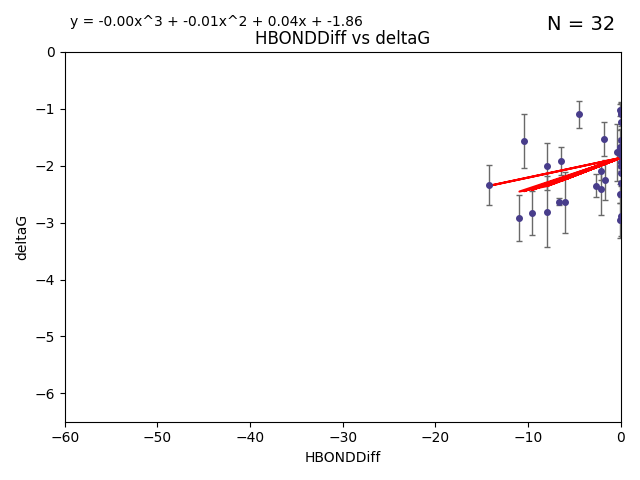 y = -0.00x^3 + -0.01x^2 + 0.04x + -1.86
N = 32
HBONDDiff vs deltaG
0
−1
−2
−3
−4
−5
−6
deltaG
−60 −50 −40 −30 −20 −10 0
HBONDDiff